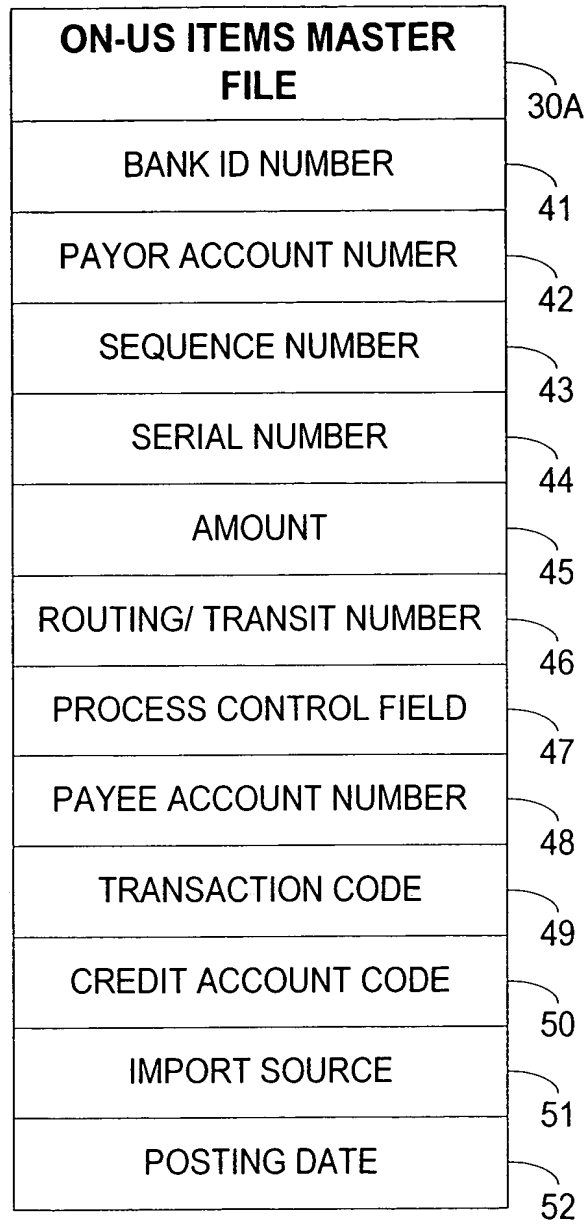 ON-US ITEMS MASTER
FILE
30A
BANK ID NUMBER
41
PAYOR ACCOUNT NUMER
42
SEQUENCE NUMBER
43
SERIAL NUMBER
44
AMOUNT
45
ROUTING/ TRANSIT NUMBER
46
PROCESS CONTROL FIELD
47
PAYEE ACCOUNT NUMBER
48
TRANSACTION CODE
49
CREDIT ACCOUNT CODE
50
IMPORT SOURCE
51
POSTING DATE
52